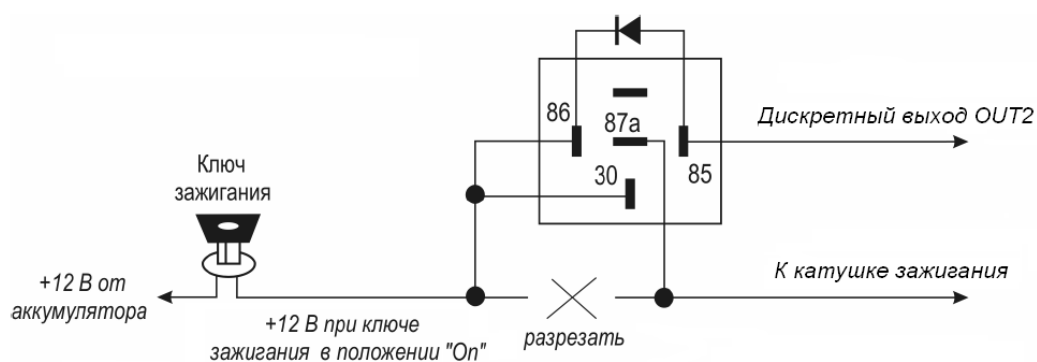 86
87a
30
85
Дискретный выход OUT2
Ключ
зажигания
+12 В от
аккумулятора
+12 В при ключе
зажигания в положении "On"
разрезать
К катушке зажигания